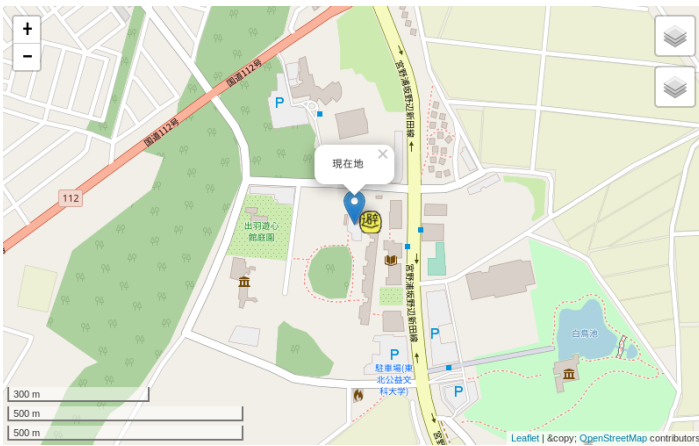 +
−
国道112号
P
宮野浦坂野辺新田線
国道112号
現在地
×
112
避
出羽遊心
館庭園
宮野浦坂野辺新田線
白鳥池
P
P
駐車場(東
北公益文
科大学)
P
宮野
300 m
500 m
500 m
Leaflet | &copy; OpenStreetMap contributors